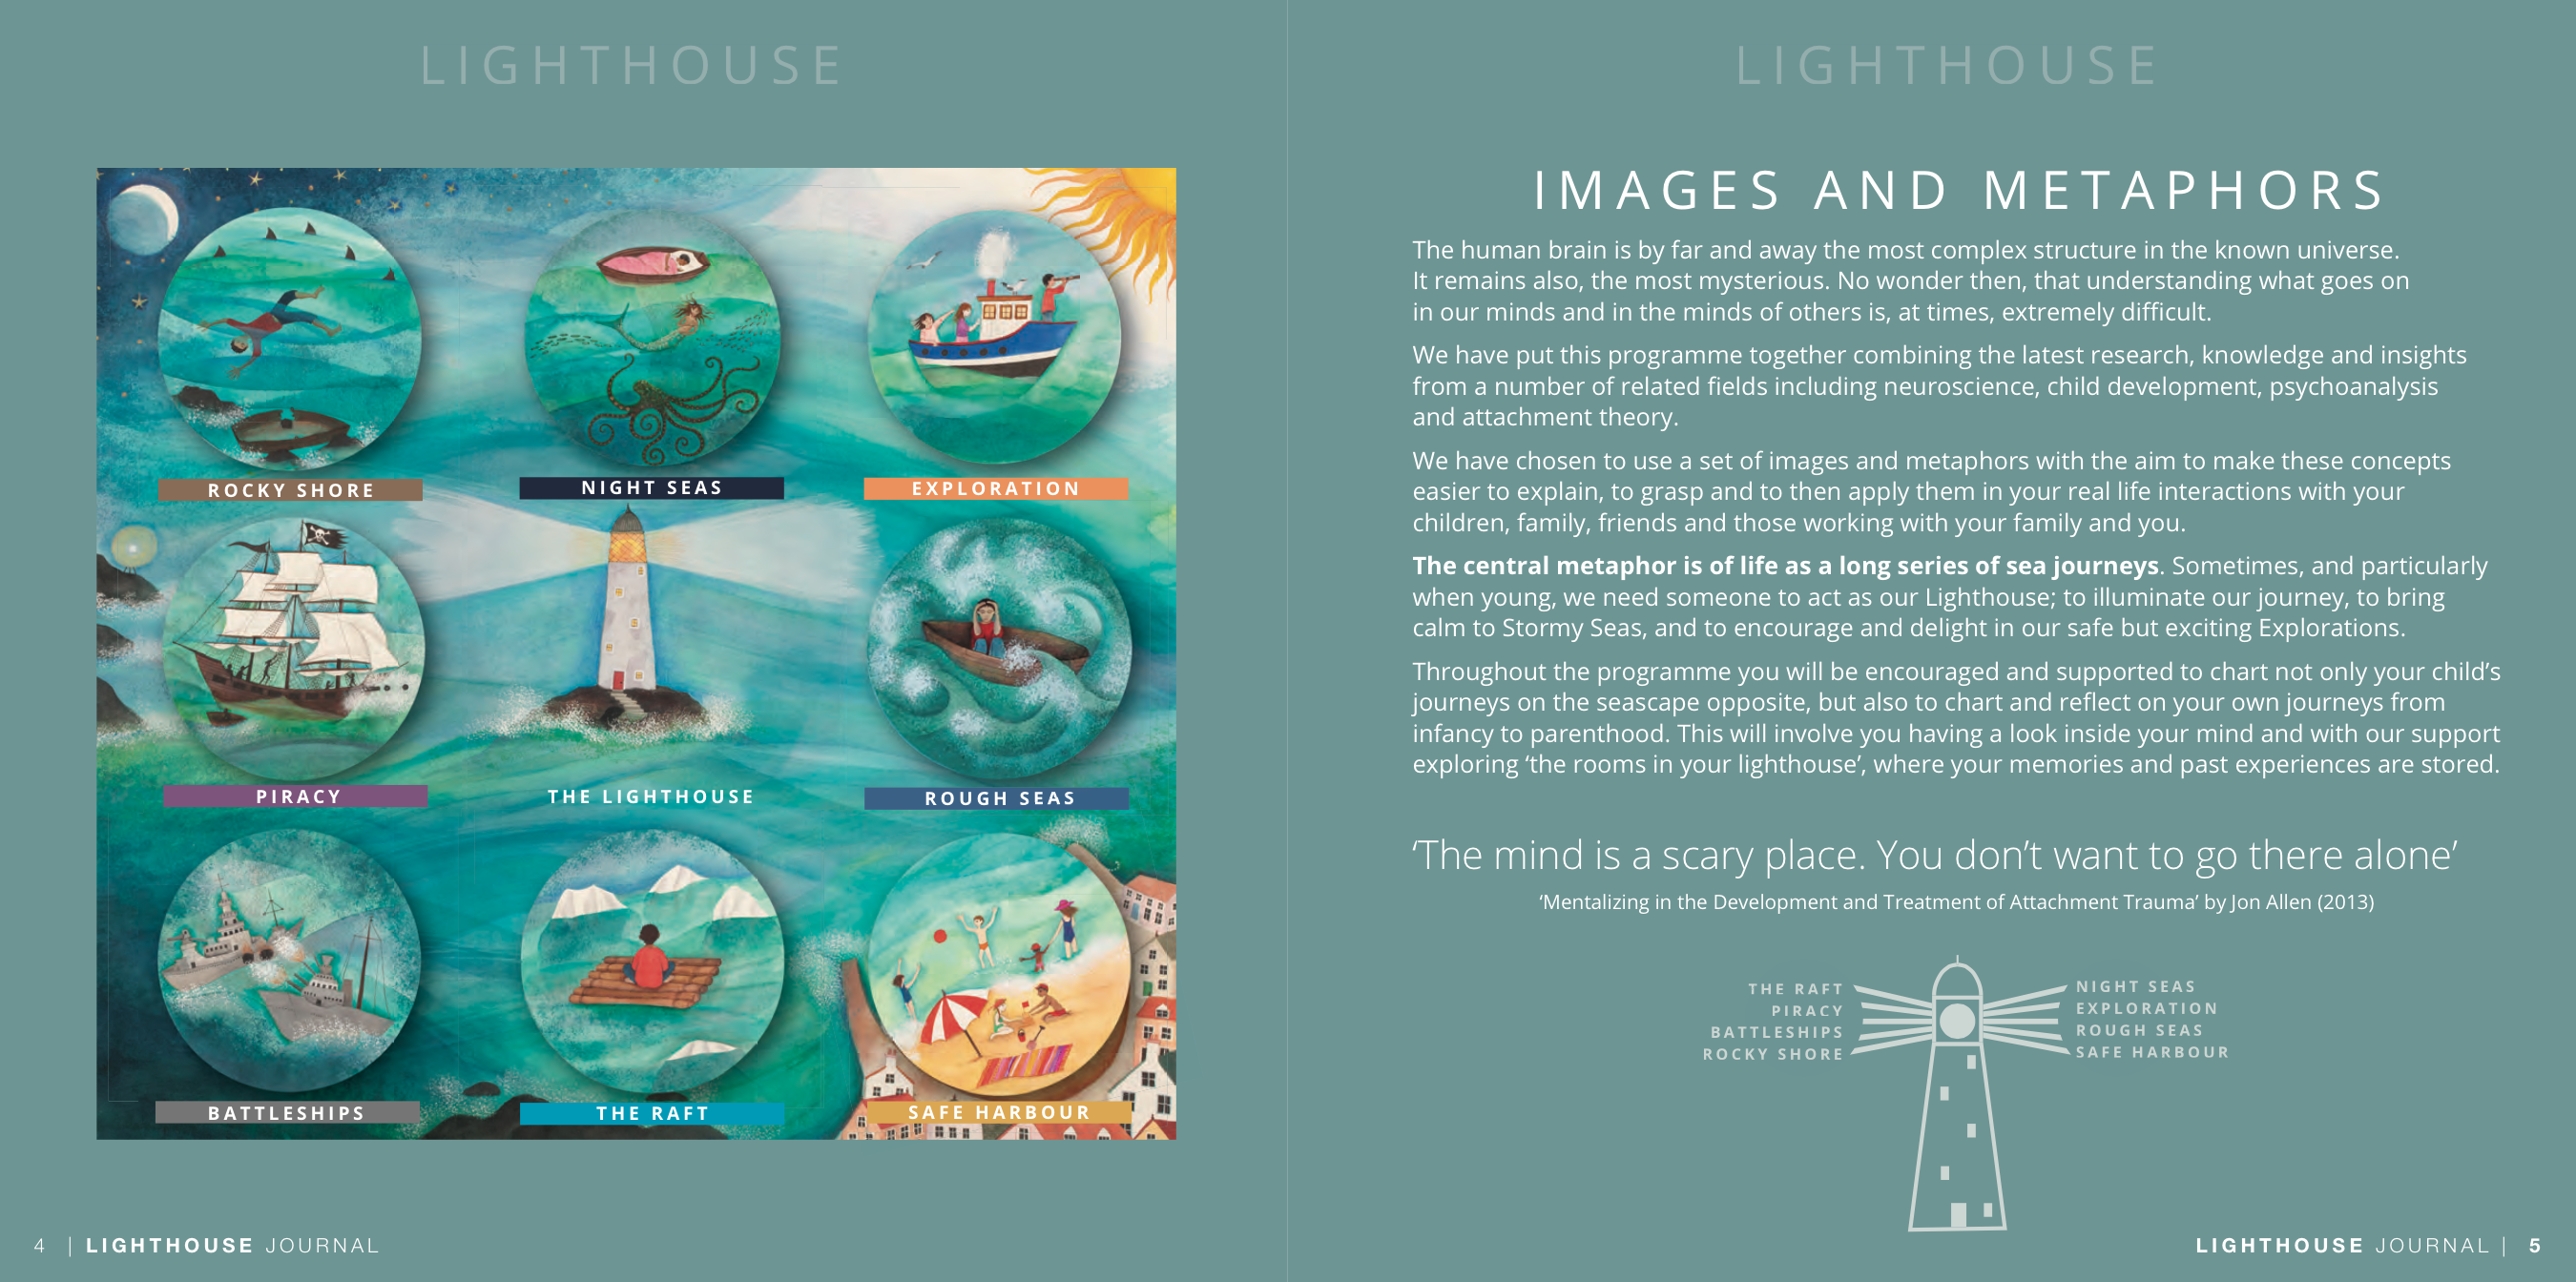 LIGHTHOUSE
ROCKY SHORE
NIGHT SEAS
EXPLORATION
PIRACY
THE LIGHTHOUSE
ROUGH SEAS
BATTLESHIPS
THE RAFT
SAFE HARBOUR
4 | LIGHTHOUSE JOURNAL
LIGHTHOUSE
IMAGES AND METAPHORS
The human brain is by far and away the most complex structure in the known universe.
It remains also, the most mysterious. No wonder then, that understanding what goes on
in our minds and in the minds of others is, at times, extremely difficult.
We have put this programme together combining the latest research, knowledge and insights
from a number of related fields including neuroscience, child development, psychoanalysis
and attachment theory.
We have chosen to use a set of images and metaphors with the aim to make these concepts
easier to explain, to grasp and to then apply them in your real life interactions with your
children, family, friends and those working with your family and you.
The central metaphor is of life as a long series of sea journeys. Sometimes, and particularly
when young, we need someone to act as our Lighthouse; to illuminate our journey, to bring
calm to Stormy Seas, and to encourage and delight in our safe but exciting Explorations.
Throughout the programme you will be encouraged and supported to chart not only your child’s
journeys on the seascape opposite, but also to chart and reflect on your own journeys from
infancy to parenthood. This will involve you having a look inside your mind and with our support
exploring ‘the rooms in your lighthouse’, where your memories and past experiences are stored.
‘The mind is a scary place. You don’t want to go there alone’
‘Mentalizing in the Development and Treatment of Attachment Trauma’ by Jon Allen (2013)
THE RAFT
PIRACY
BATTLESHIPS
ROCKY SHORE
NIGHT SEAS
EXPLORATION
ROUGH SEAS
SAFE HARBOUR
LIGHTHOUSE JOURNAL | 5